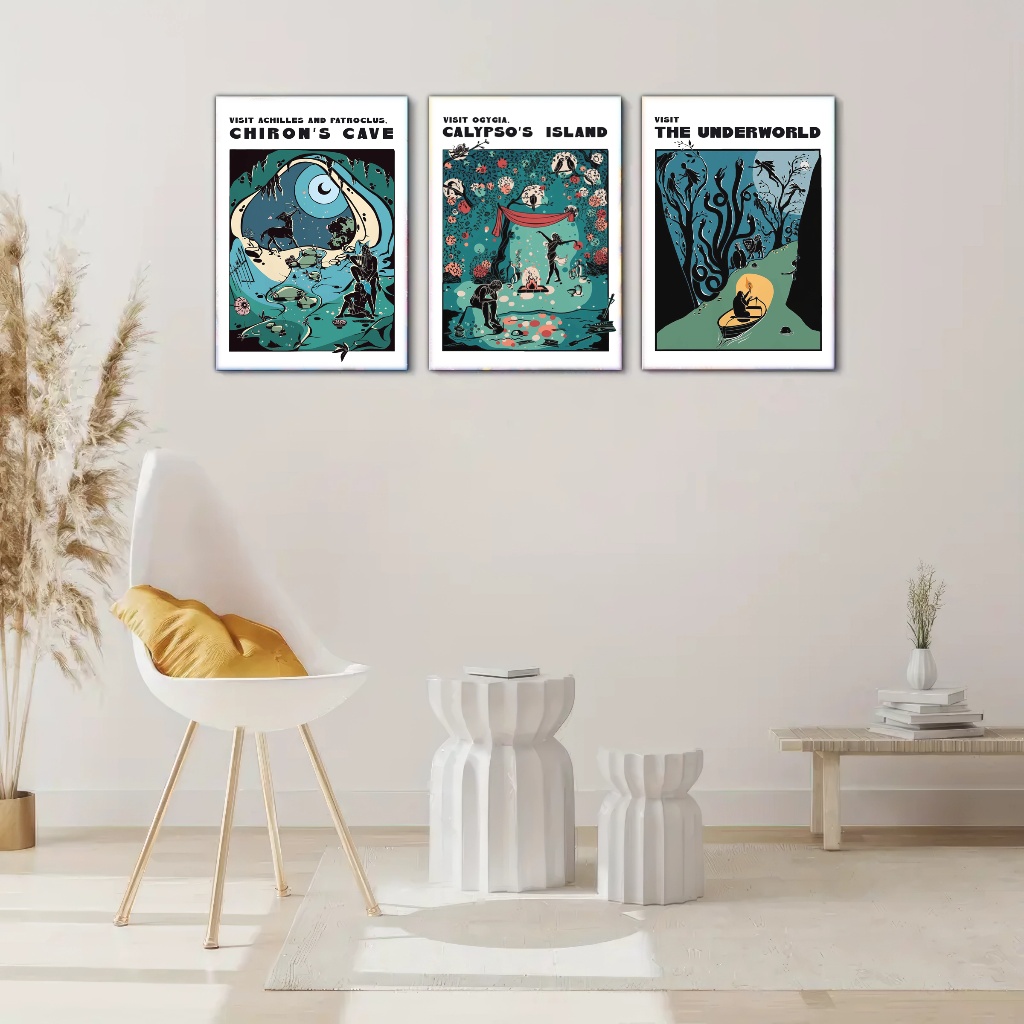 VISIT ACHILLES AND PATROCLUS,
CHIRON'S CAVE
VISIT OGYGIA,
CALYPSO'S ISLAND
VISIT
THE UNDERWORLD